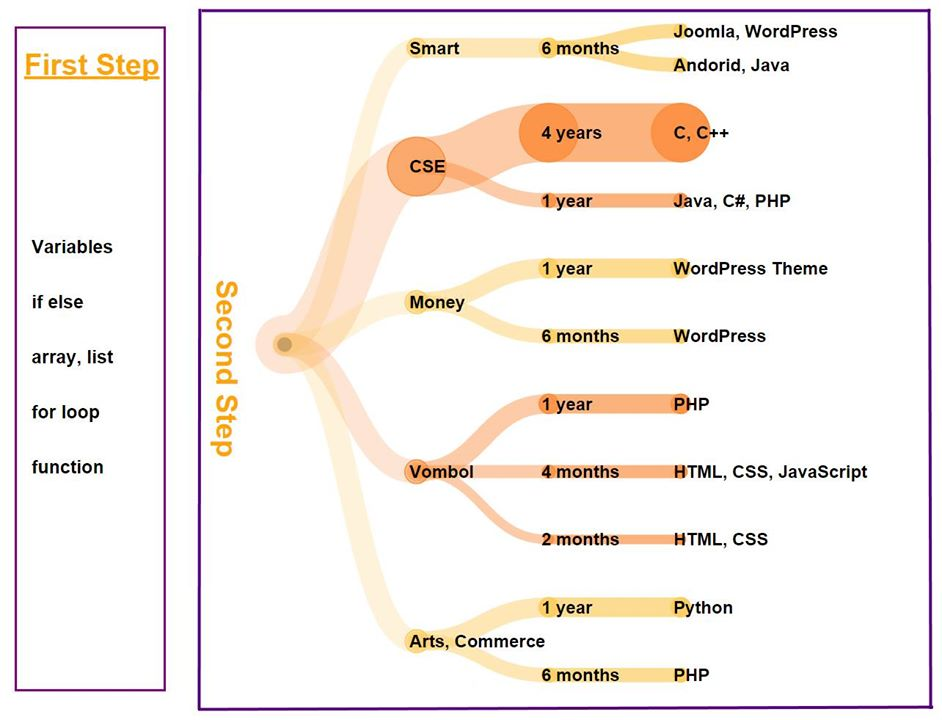 First Step
Variables
if else
array, list
for loop
function
Second Step
Smart
6 months
Joomla, WordPress
Andorid, Java
CSE
4 years
C, C++
1 year
Java, C#, PHP
Money
1 year
WordPress Theme
6 months
WordPress
Vombol
1 year
PHP
4 months
HTML, CSS, JavaScript
2 months
HTML, CSS
Arts, Commerce
1 year
Python
6 months
PHP